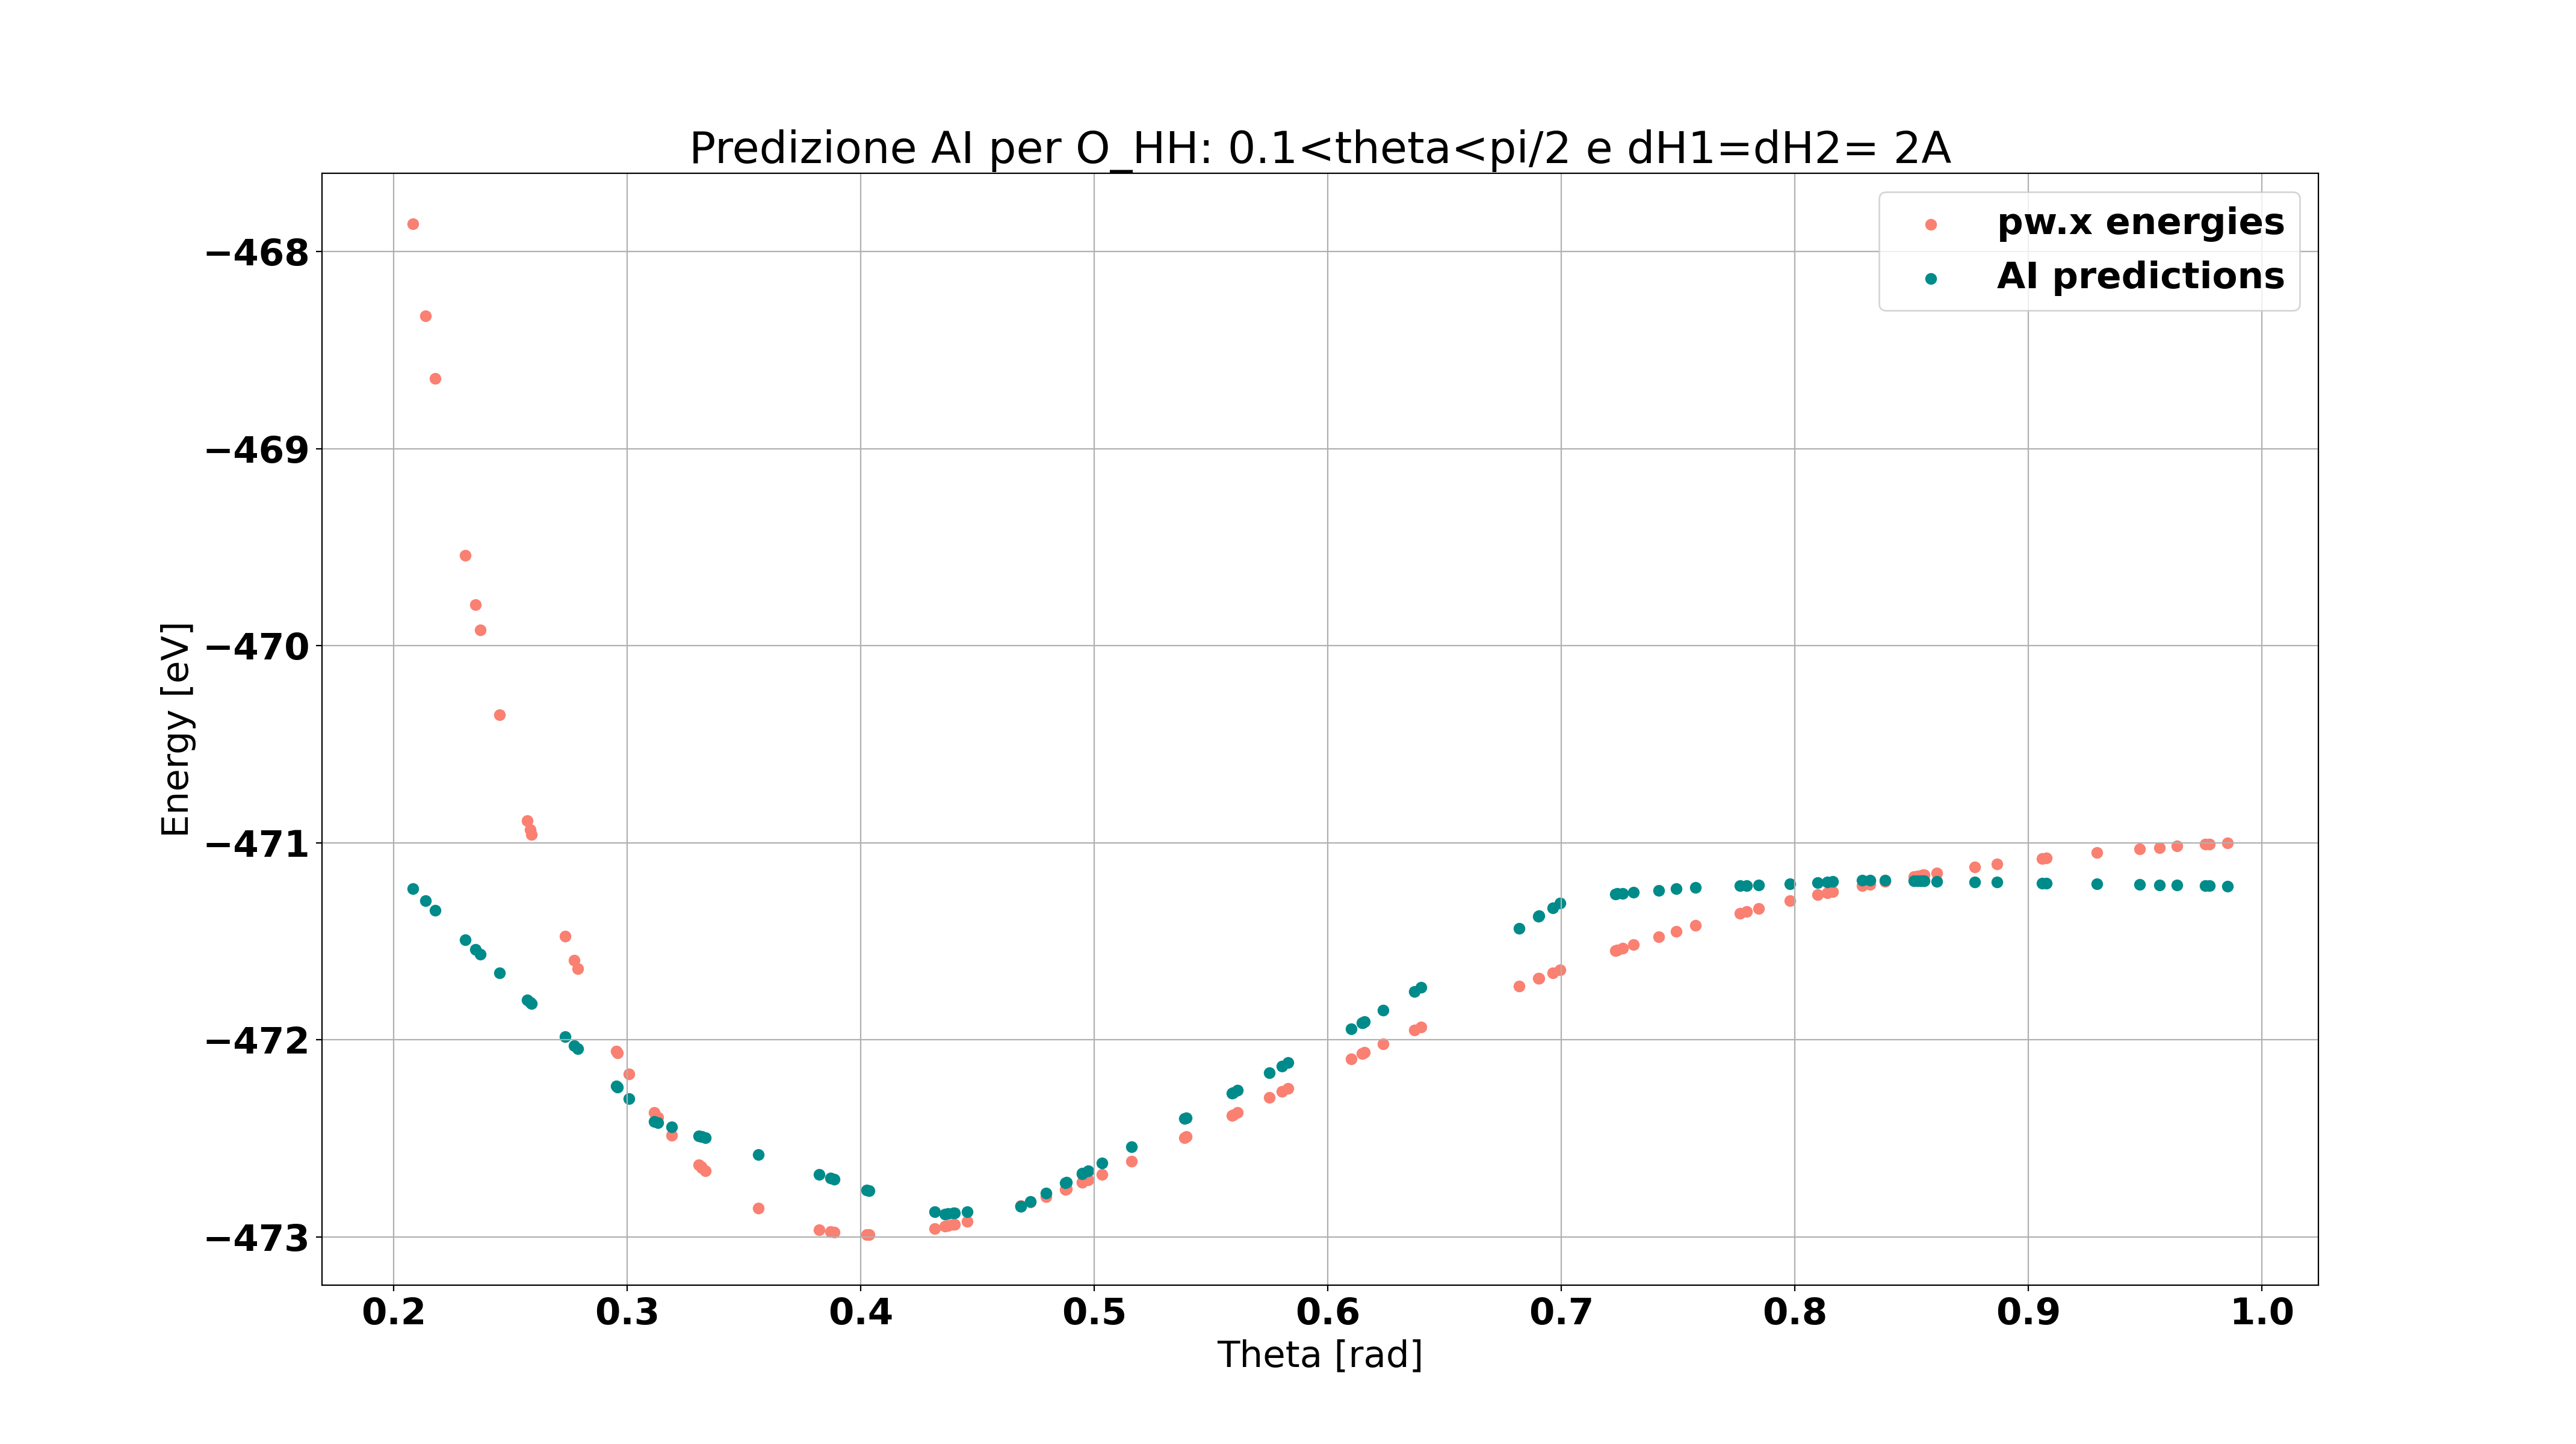 Predizione AI per O_HH: 0.1<theta<pi/2 e dH1=dH2= 2A
pw.x energies
AI predictions
−468
−469
−470
−471
−472
−473
Energy [eV]
0.2 0.3 0.4 0.5 0.6 0.7 0.8 0.9 1.0
Theta [rad]